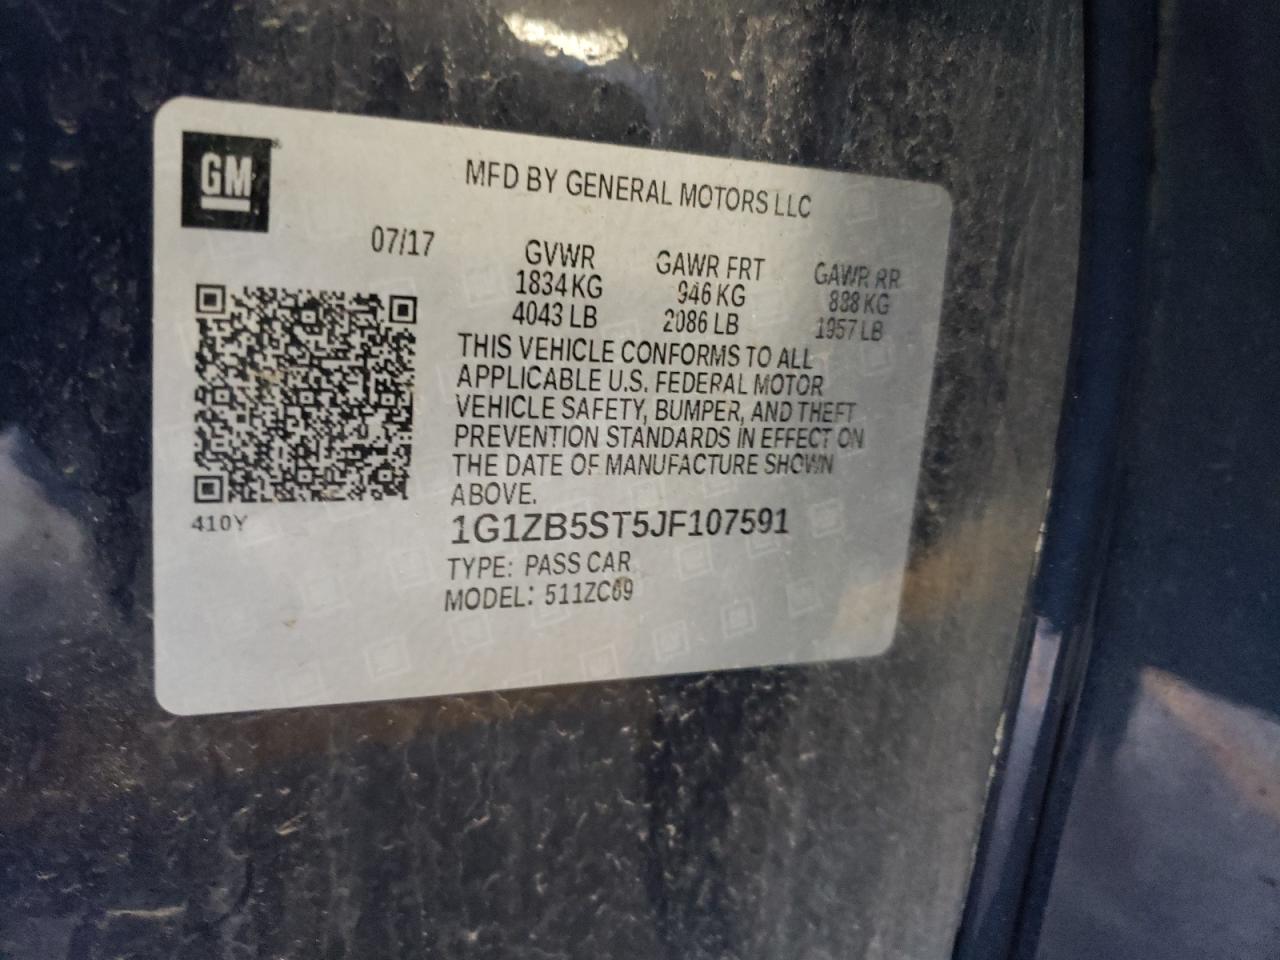 GM
MFD BY GENERAL MOTORS LLC
07/17
GVWR GAWR FRT GAWR RR
1834 KG 946 KG 888 KG
4043 LB 2086 LB 1957 LB
THIS VEHICLE CONFORMS TO ALL
APPLICABLE U.S. FEDERAL MOTOR
VEHICLE SAFETY, BUMPER, AND THEFT
PREVENTION STANDARDS IN EFFECT ON
THE DATE OF MANUFACTURE SHOWN
ABOVE.
410Y
1G1ZB5ST5JF107591
TYPE: PASS CAR
MODEL: 511ZC69